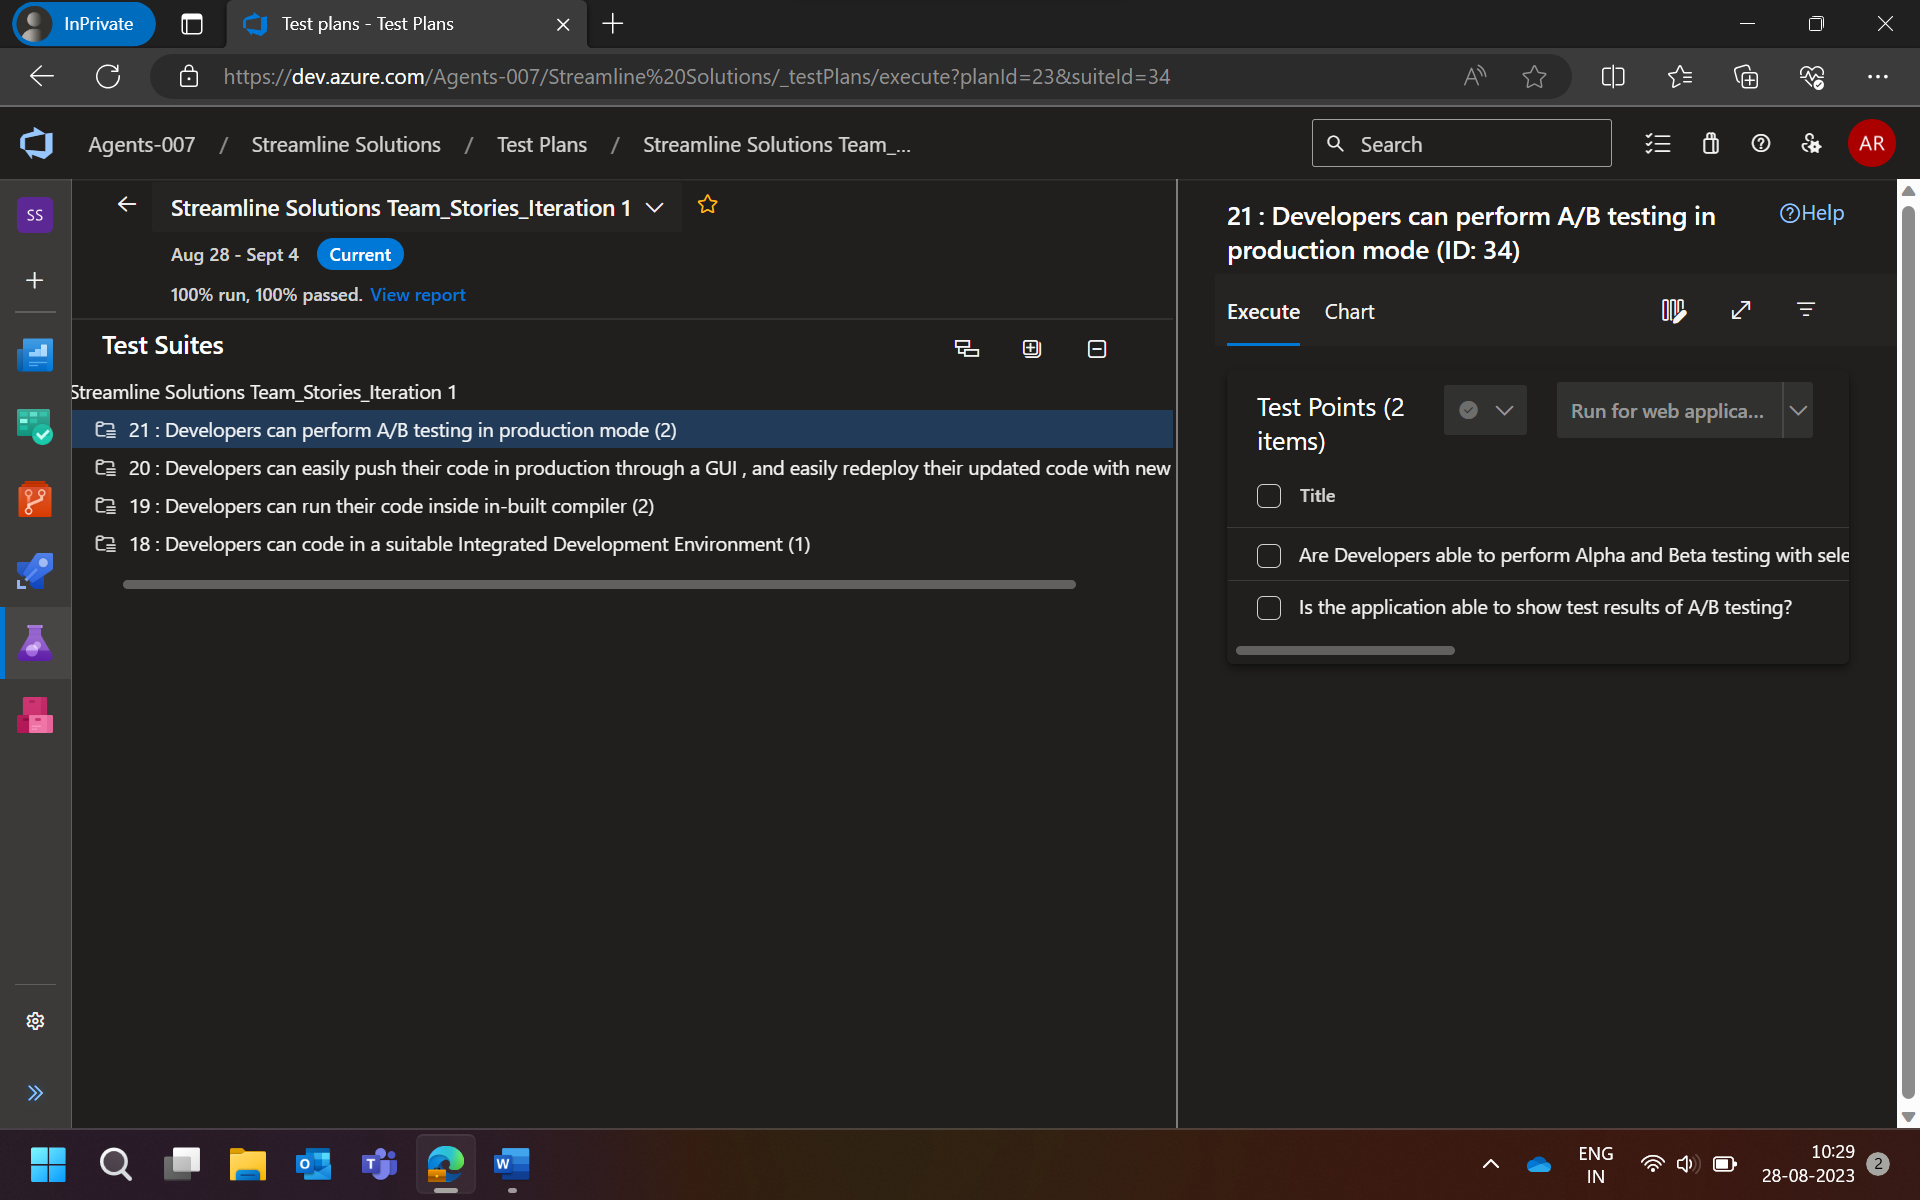 InPrivate
Test plans - Test Plans
https://dev.azure.com/Agents-007/Streamline%20Solutions/_testPlans/execute?planId=23&suiteId=34
Agents-007 / Streamline Solutions / Test Plans / Streamline Solutions Team_...
Search
AR
SS
Streamline Solutions Team_Stories_Iteration 1
Aug 28 - Sept 4 Current
100% run, 100% passed. View report
Test Suites
Streamline Solutions Team_Stories_Iteration 1
21 : Developers can perform A/B testing in production mode (2)
20 : Developers can easily push their code in production through a GUI , and easily redeploy their updated code with new
19 : Developers can run their code inside in-built compiler (2)
18 : Developers can code in a suitable Integrated Development Environment (1)
21 : Developers can perform A/B testing in
production mode (ID: 34)
Help
Execute Chart
Test Points (2
items)
Run for web applica...
Title
Are Developers able to perform Alpha and Beta testing with sele
Is the application able to show test results of A/B testing?
ENG
IN
10:29
28-08-2023
2